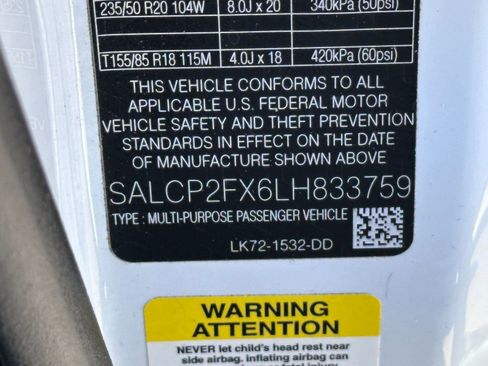 235/50 R20 104W 8.0J x 20 340kPa (50psi)
T155/85 R18 115M 4.0J x 18 420kPa (60psi)
THIS VEHICLE CONFORMS TO ALL
APPLICABLE U.S. FEDERAL MOTOR
VEHICLE SAFETY AND THEFT PREVENTION
STANDARDS IN EFFECT ON THE DATE
OF MANUFACTURE SHOWN ABOVE
SALCP2FX6LH833759
TYPE : MULTI-PURPOSE PASSENGER VEHICLE
LK72-1532-DD
WARNING
ATTENTION
NEVER let child's head rest near
side airbag. inflating airbag can